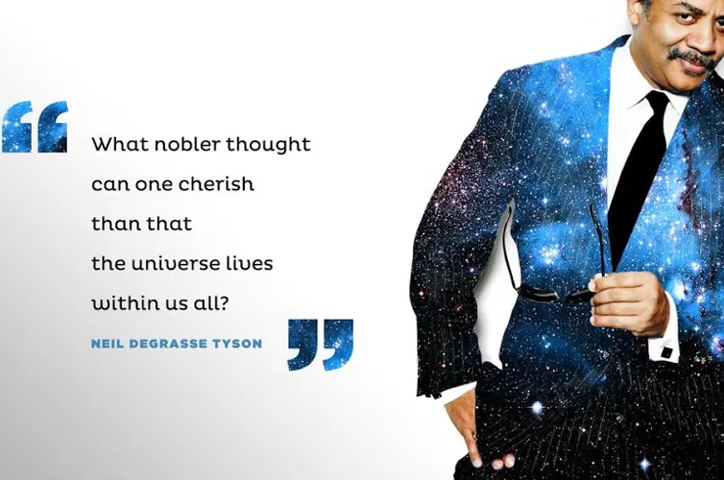 What nobler thought
can one cherish
than that
the universe lives
within us all?
NEIL DEGRASSE TYSON